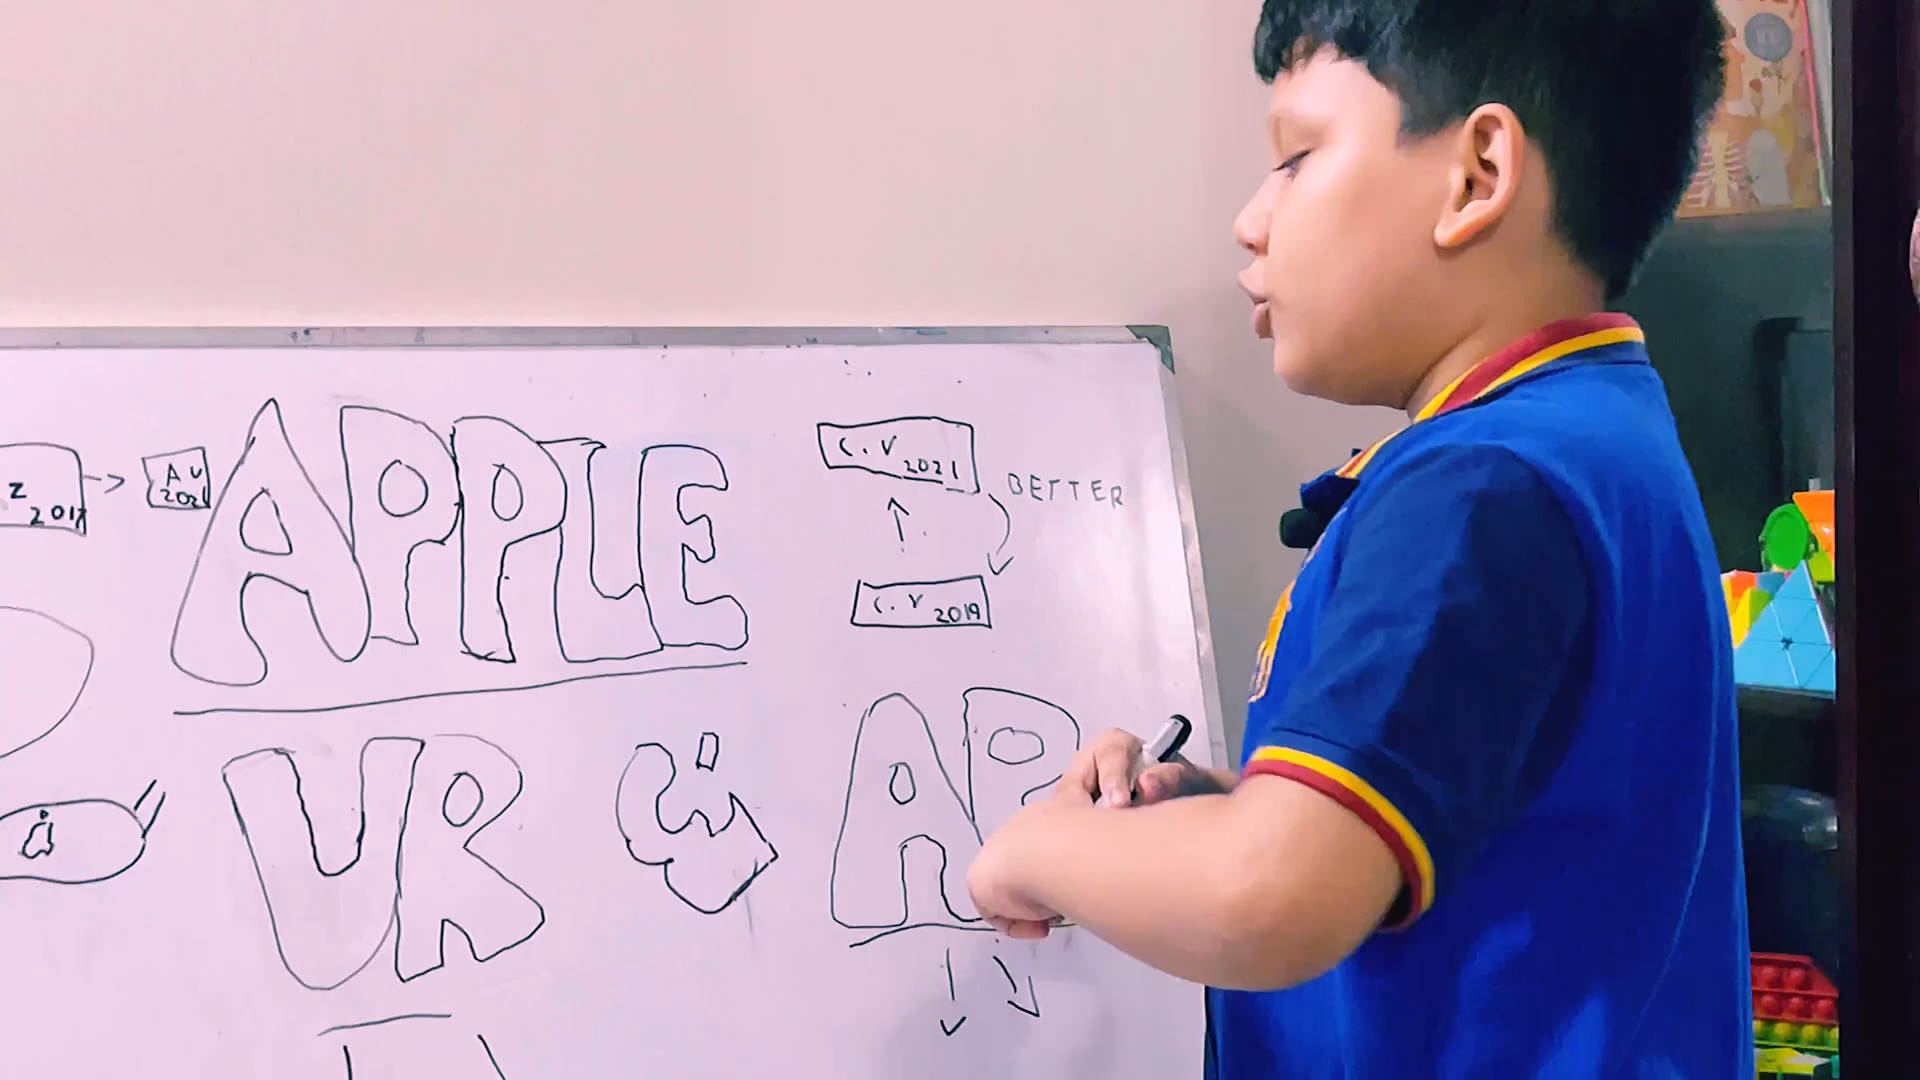 Z 2017
A V
2021
APPLE
C.V 2021
BETTER
C.V 2019
VR
AP